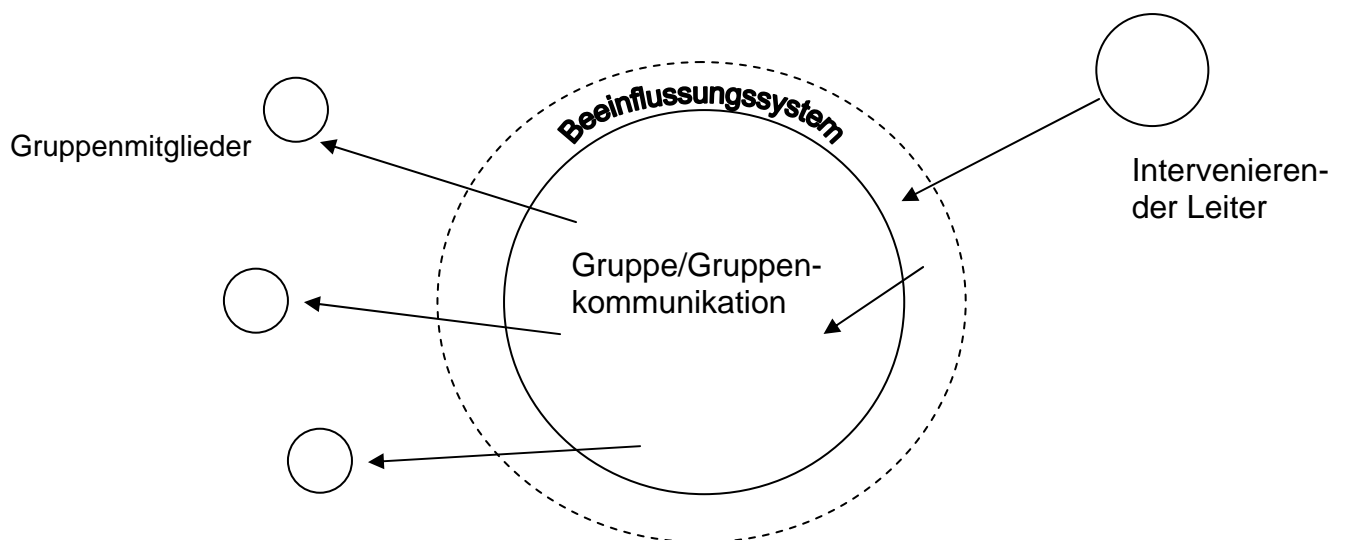 Beeinflussungssystem
Gruppenmitglieder
Intervenieren-
der Leiter
Gruppe/Gruppen-
kommunikation